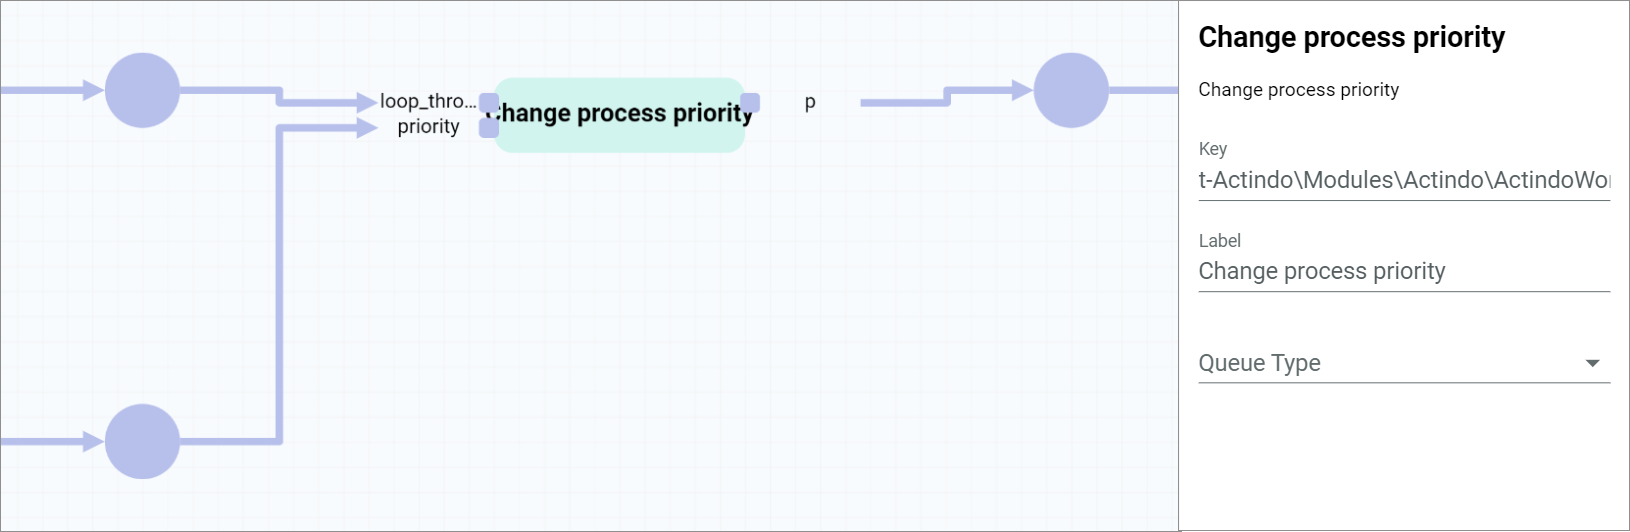 loop_thro...
priority
Change process priority
p
Change process priority
Change process priority
Key
t-Actindo\Modules\Actindo\ActindoWor
Label
Change process priority
Queue Type